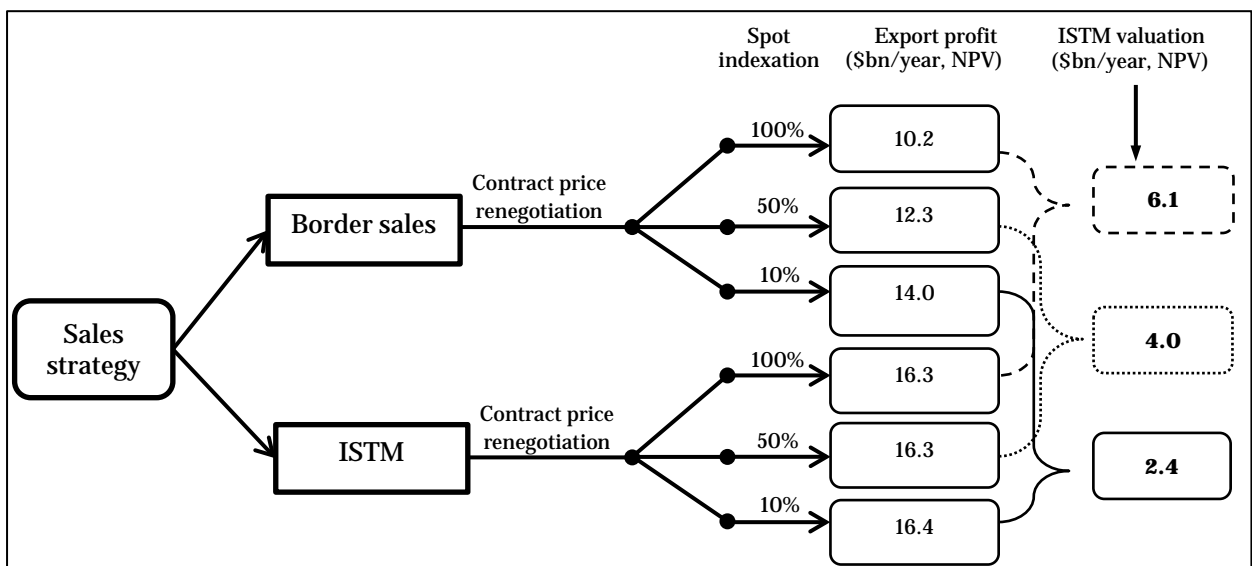 Spot
indexation
Export profit
($bn/year, NPV)
ISTM valuation
($bn/year, NPV)
Sales
strategy
Border sales
Contract price
renegotiation
100%
10.2
50%
12.3
10%
14.0
ISTM
Contract price
renegotiation
100%
16.3
50%
16.3
10%
16.4
6.1
4.0
2.4